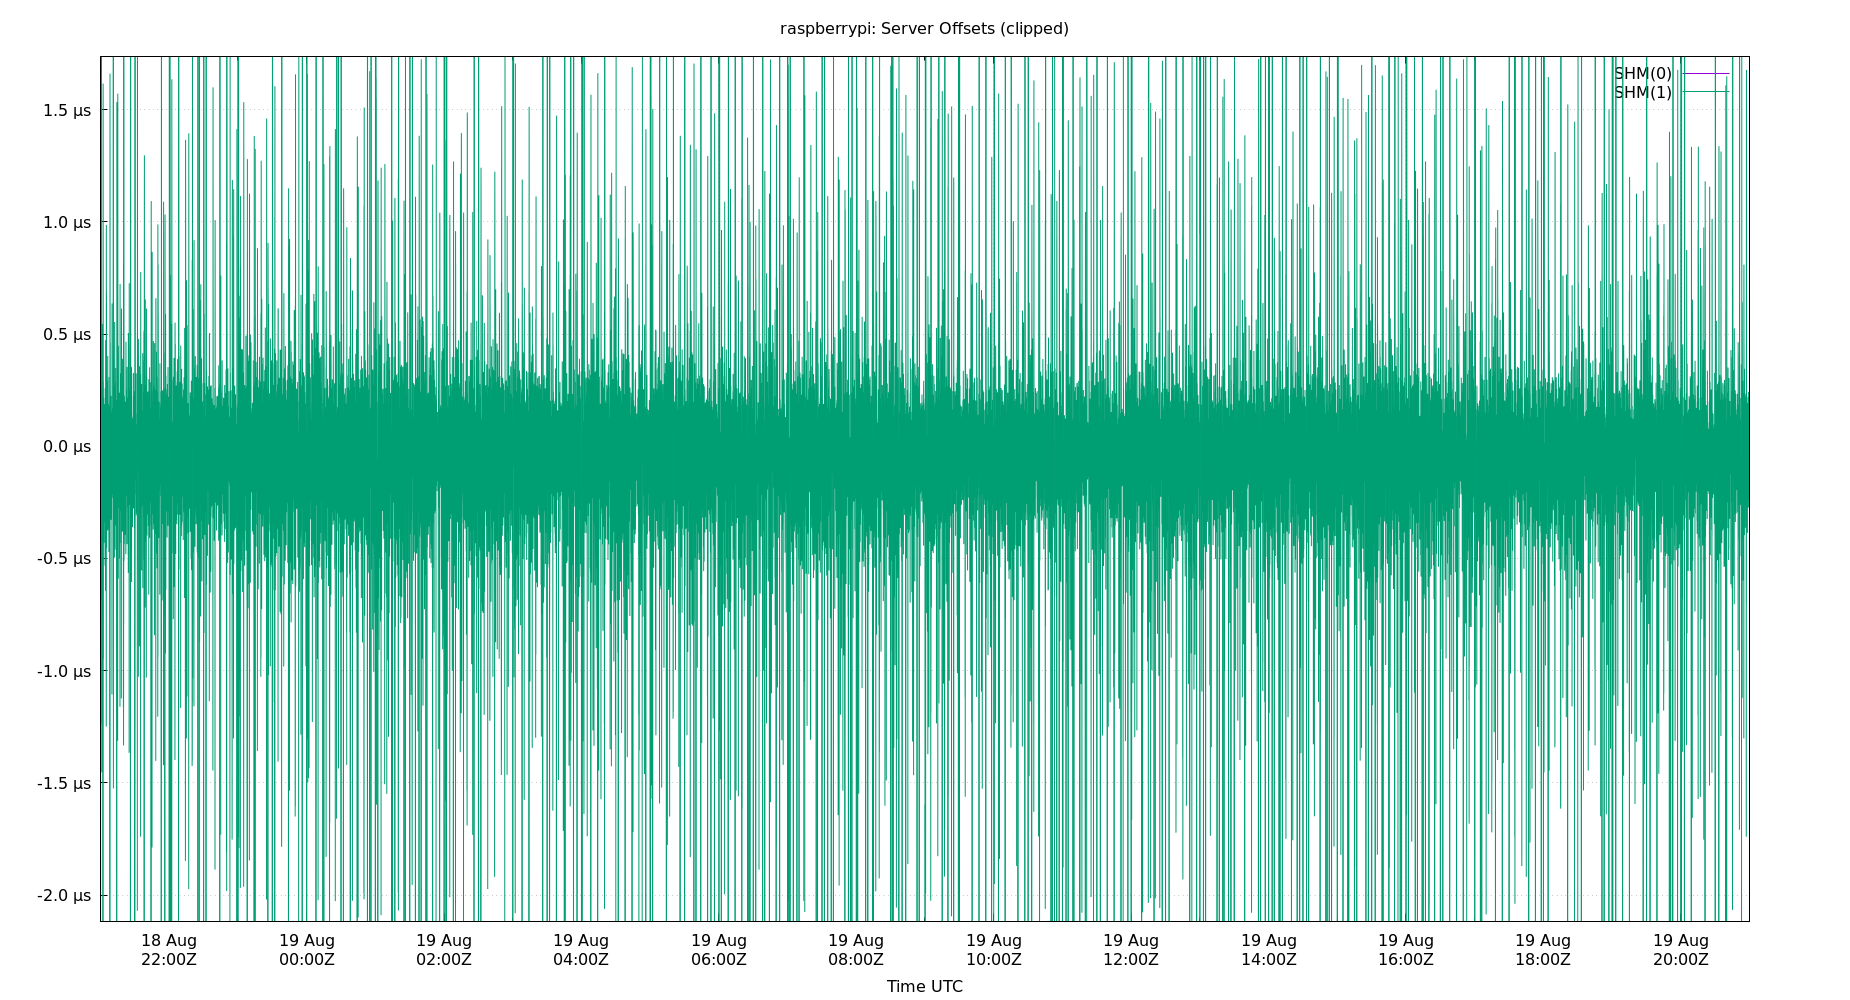 raspberrypi: Server Offsets (clipped)
SHM(0)
SHM(1)
1.5 µs
1.0 µs
0.5 µs
0.0 µs
-0.5 µs
-1.0 µs
-1.5 µs
-2.0 µs
18 Aug 19 Aug 19 Aug 19 Aug 19 Aug 19 Aug 19 Aug 19 Aug 19 Aug 19 Aug 19 Aug 19 Aug
22:00Z 00:00Z 02:00Z 04:00Z 06:00Z 08:00Z 10:00Z 12:00Z 14:00Z 16:00Z 18:00Z 20:00Z
Time UTC